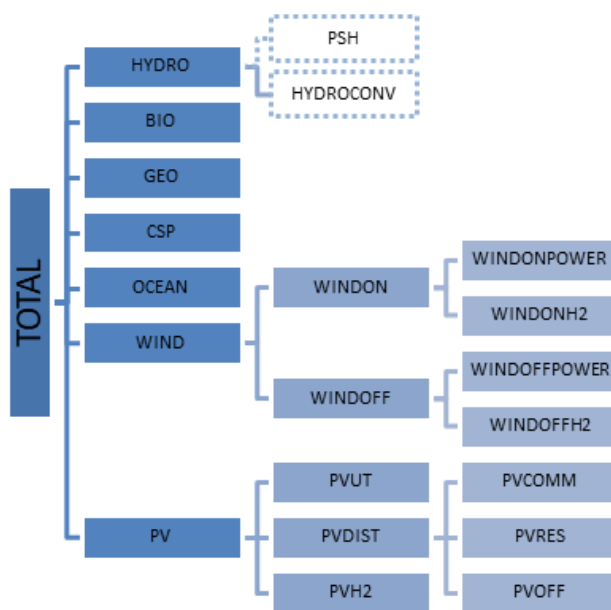 TOTAL
HYDRO
PSH
HYDROCONV
BIO
GEO
CSP
OCEAN
WIND
WINDON
WINDONPOWER
WINDONH2
WINDOFF
WINDOFFPOWER
WINDOFFH2
PV
PVUT
PVDIST
PVH2
PVCOMM
PVRES
PVOFF